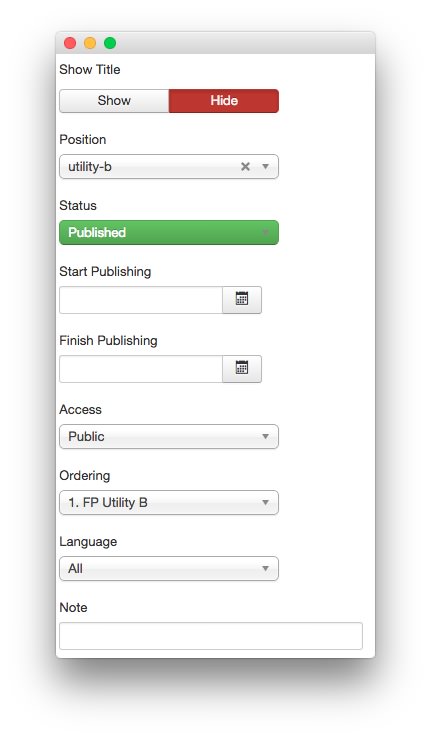 Show Title
Show Hide
Position
utility-b
Status
Published
Start Publishing
Finish Publishing
Access
Public
Ordering
1. FP Utility B
Language
All
Note